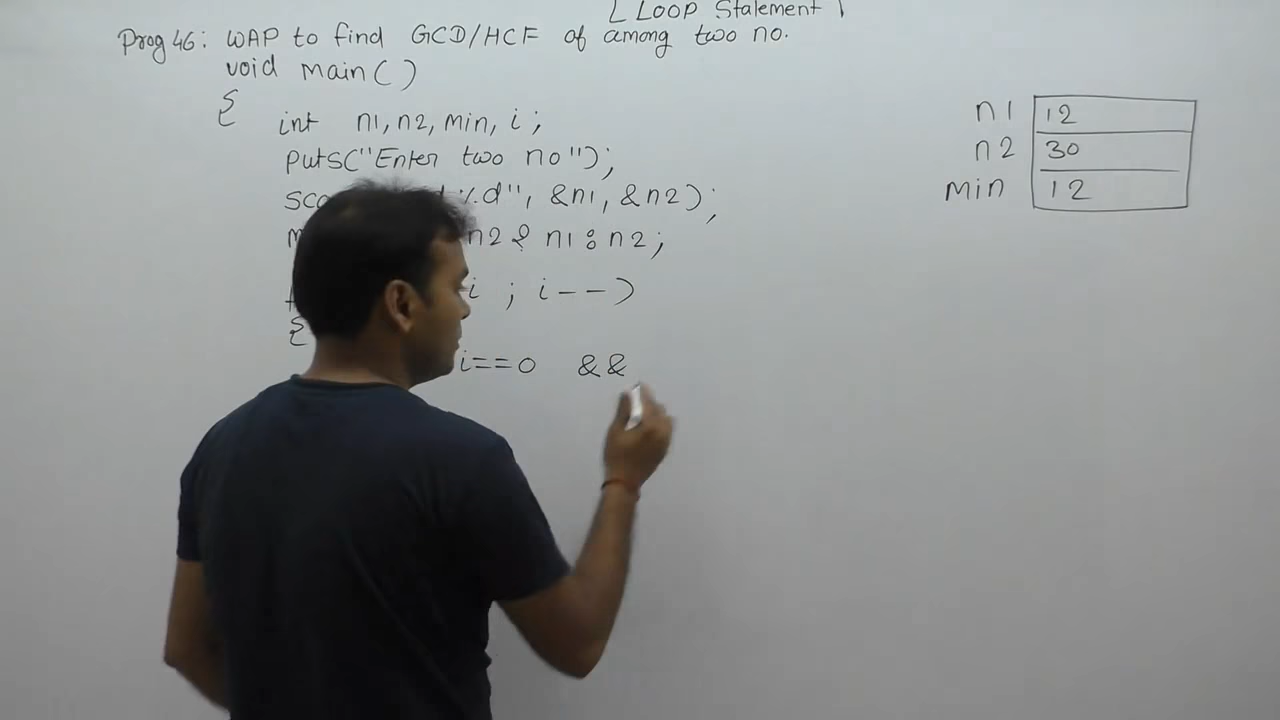 [ LOOP Statement ]
Prog 46: WAP to find GCD/HCF of among two no.
void main()
{
int n1, n2, min, i ;
puts("Enter two no");
%d", &n1, &n2);
n2 ? n1 : n2 ;
i ; i--)
{
i==0 &&
n1 12
n2 30
min 12